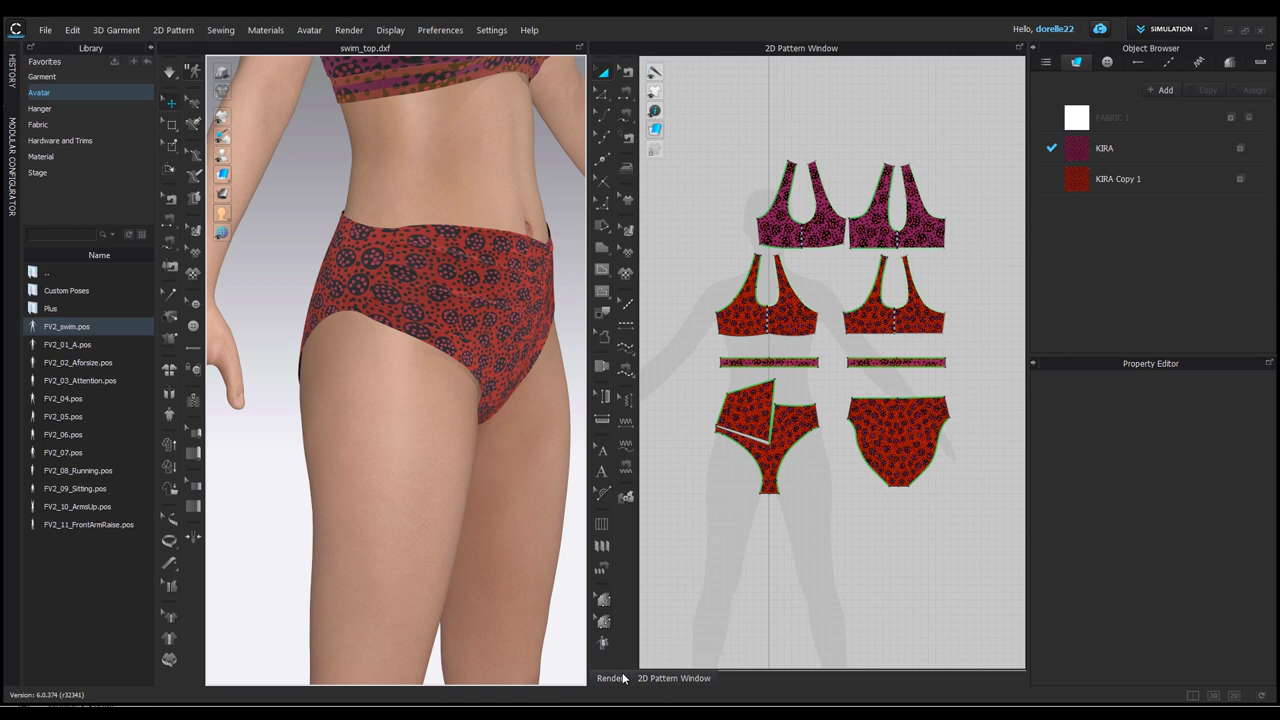 File Edit 3D Garment 2D Pattern Sewing Materials Avatar Render Display Preferences Settings Help
Hello, dorelle22
SIMULATION
Library
swim_top.dxf
2D Pattern Window
Object Browser
HISTORY
MODULAR CONFIGURATOR
Favorites
Garment
Avatar
Hanger
Fabric
Hardware and Trims
Material
Stage
Name
..
Custom Poses
Plus
FV2_swim.pos
FV2_01_A.pos
FV2_02_Aforsize.pos
FV2_03_Attention.pos
FV2_04.pos
FV2_05.pos
FV2_06.pos
FV2_07.pos
FV2_08_Running.pos
FV2_09_Sitting.pos
FV2_10_ArmsUp.pos
FV2_11_FrontArmRaise.pos
+ Add Copy Assign
FABRIC 1
KIRA
KIRA Copy 1
Property Editor
Render 2D Pattern Window
Version: 6.0.374 (r32341)
3D 2D